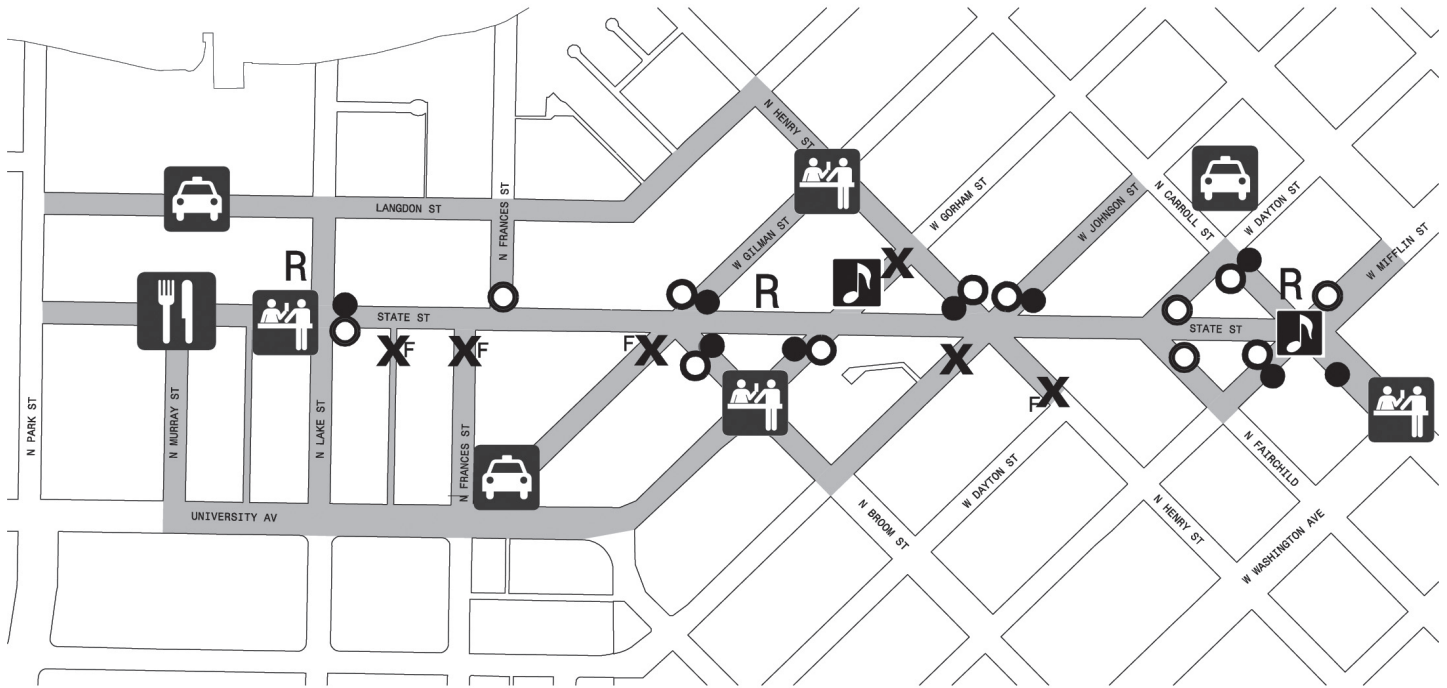 N HENRY ST
W GORHAM ST
W JOHNSON ST
N CARROLL ST
W DAYTON ST
W MIFFLIN ST
LANGDON ST
N FRANCES ST
W GILMAN ST
R
R
R
X
STATE ST
STATE ST
X F
X F
F X
X
F X
N PARK ST
N MURRAY ST
N LAKE ST
N FRANCES ST
UNIVERSITY AV
N BROOM ST
W DAYTON ST
N HENRY ST
N FAIRCHILD
W WASHINGTON AVE